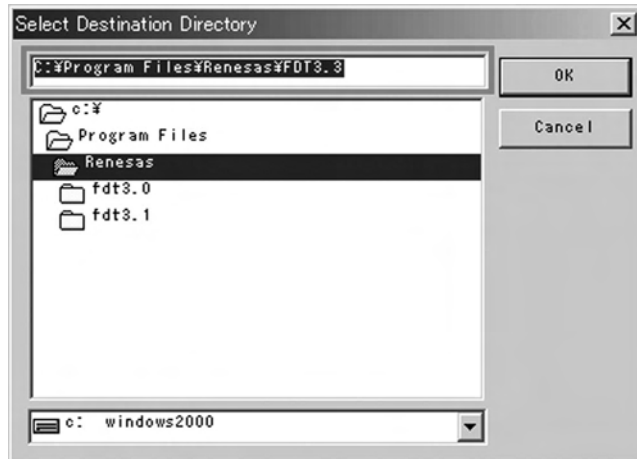 Select Destination Directory
C:¥Program Files¥Renesas¥FDT3.3
OK
c:¥
Program Files
Cancel
Renesas
fdt3.0
fdt3.1
c: windows2000